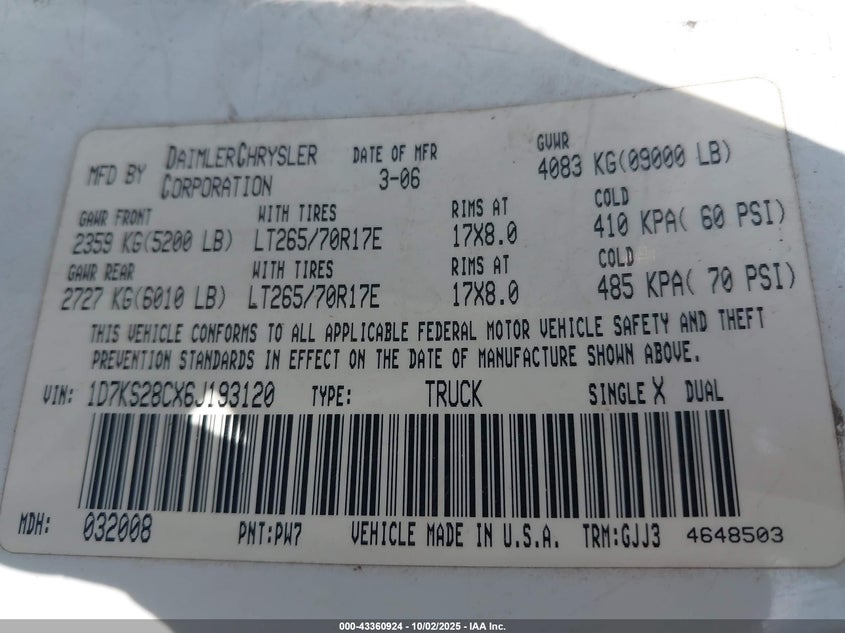 MFD BY DAIMLERCHRYSLER CORPORATION DATE OF MFR 3-06 GVWR 4083 KG(09000 LB)
GAWR FRONT WITH TIRES RIMS AT COLD
2359 KG(5200 LB) LT265/70R17E 17X8.0 410 KPA( 60 PSI)
GAWR REAR WITH TIRES RIMS AT COLD
2727 KG(6010 LB) LT265/70R17E 17X8.0 485 KPA( 70 PSI)
THIS VEHICLE CONFORMS TO ALL APPLICABLE FEDERAL MOTOR VEHICLE SAFETY AND THEFT
PREVENTION STANDARDS IN EFFECT ON THE DATE OF MANUFACTURE SHOWN ABOVE.
VIN: 1D7KS28CX6J193120 TYPE: TRUCK SINGLE X DUAL
MDH: 032008 PNT:PW7 VEHICLE MADE IN U.S.A. TRM:GJJ3 4648503
000-43360924 - 10/02/2025 - IAA Inc.